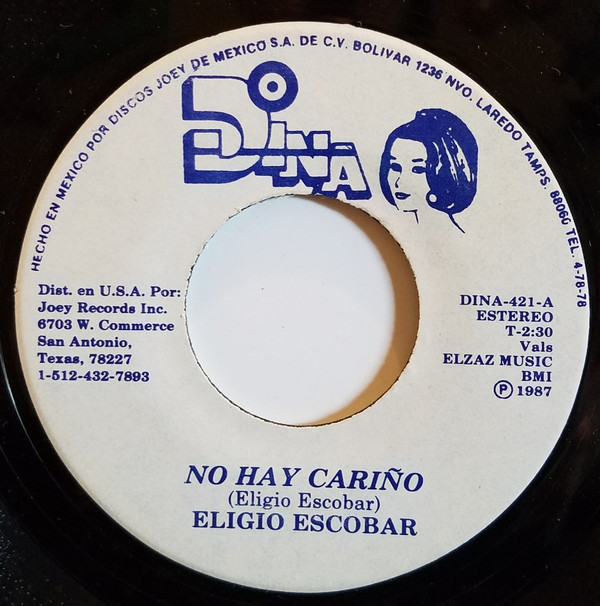 HECHO EN MEXICO POR DISCOS JOEY DE MEXICO S.A. DE C.V. BOLIVAR 1236 NVO. LAREDO TAMPS. 88060 TEL. 4-78-78
DINA
Dist. en U.S.A. Por:
Joey Records Inc.
6703 W. Commerce
San Antonio,
Texas, 78227
1-512-432-7893
DINA-421-A
ESTEREO
T-2:30
Vals
ELZAZ MUSIC
BMI
Ⓟ 1987
NO HAY CARIÑO
(Eligio Escobar)
ELIGIO ESCOBAR